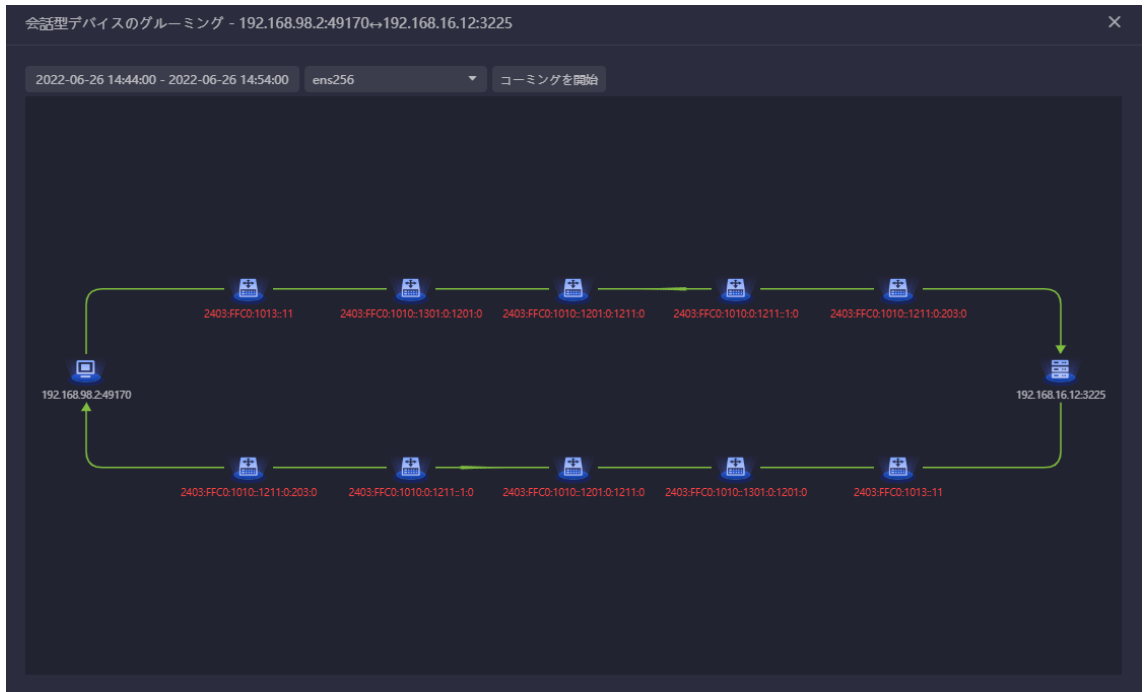 会話型デバイスのグルーミング - 192.168.98.2:49170↔192.168.16.12:3225
2022-06-26 14:44:00 - 2022-06-26 14:54:00 ens256 コーミングを開始
2403:FFC0:1013::11 2403:FFC0:1010::1301:0:1201:0 2403:FFC0:1010::1201:0:1211:0 2403:FFC0:1010:0:1211::1:0 2403:FFC0:1010::1211:0:203:0
192.168.98.2:49170 192.168.16.12:3225
2403:FFC0:1010::1211:0:203:0 2403:FFC0:1010:0:1211::1:0 2403:FFC0:1010::1201:0:1211:0 2403:FFC0:1010::1301:0:1201:0 2403:FFC0:1013::11